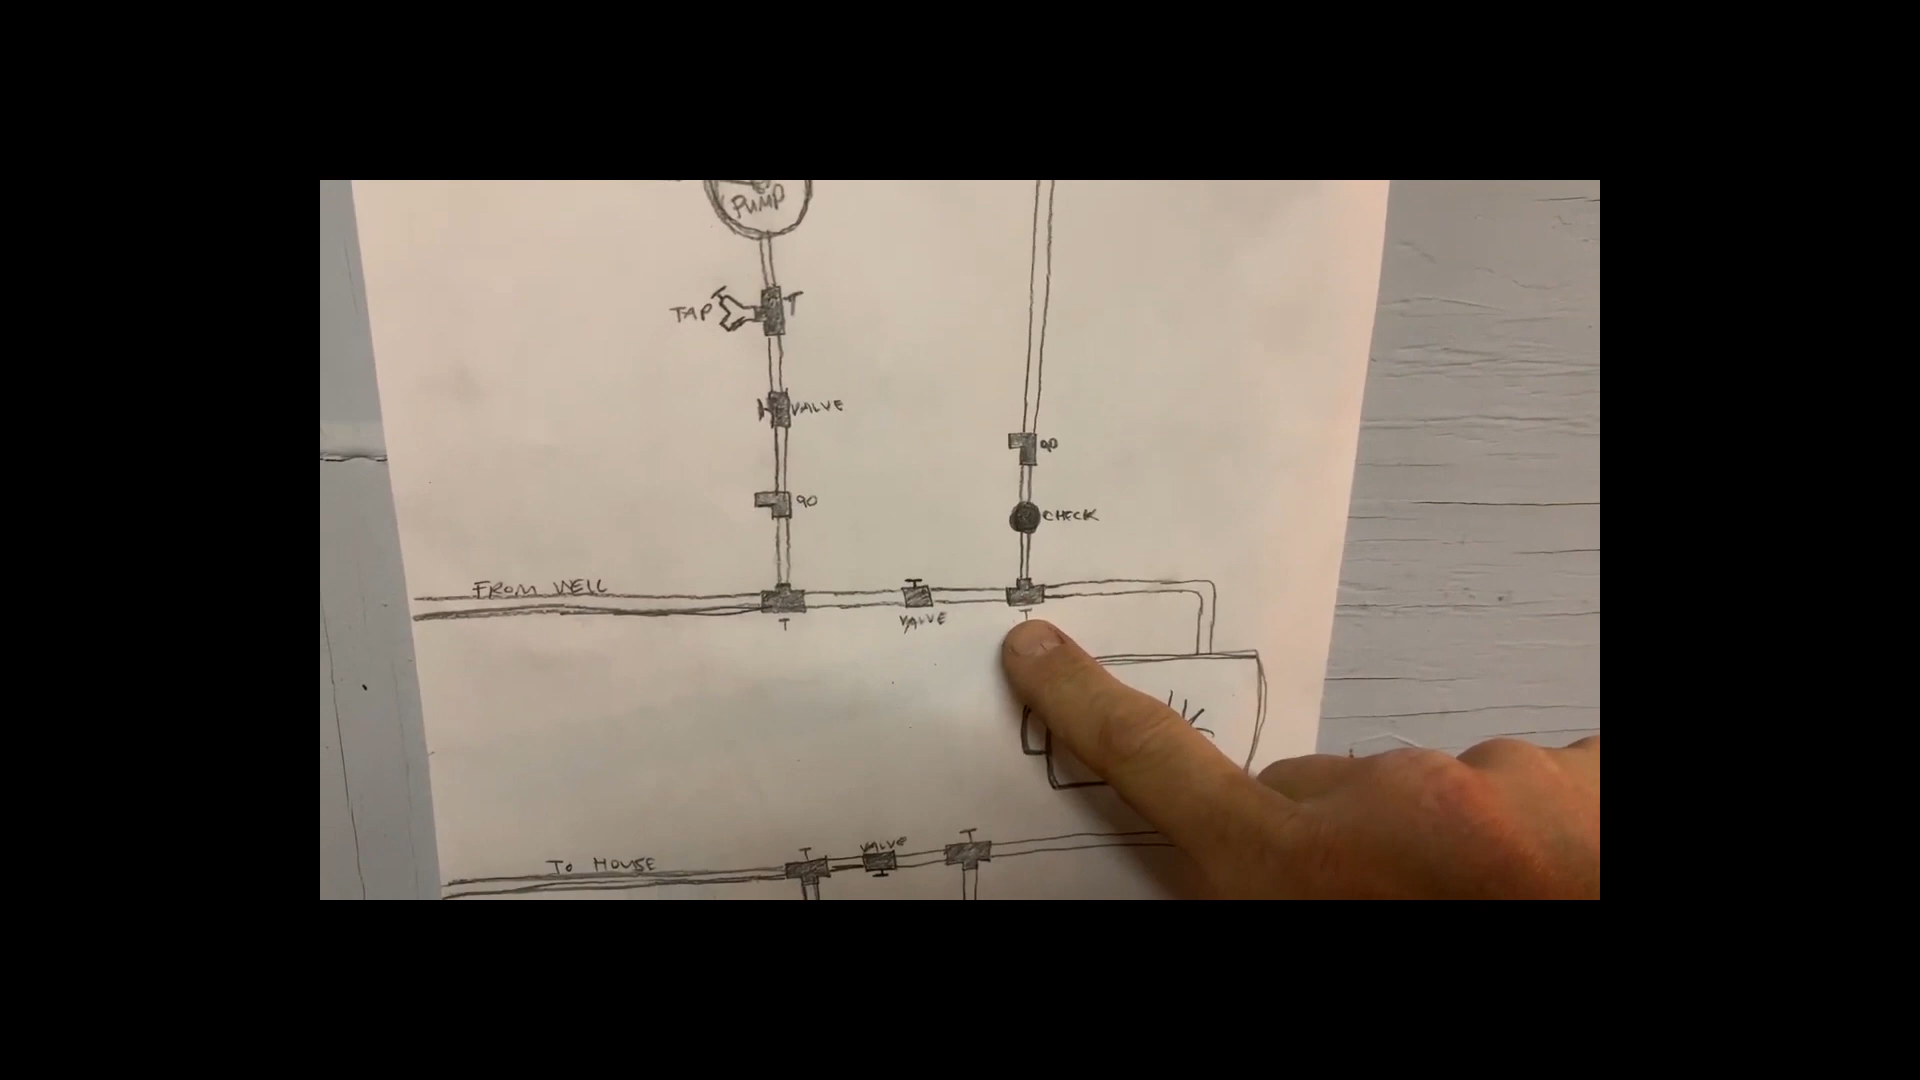 PUMP
TAP T
VALVE
90
90
CHECK
FROM WELL
T
VALVE
T
T
VALVE
T
TO HOUSE